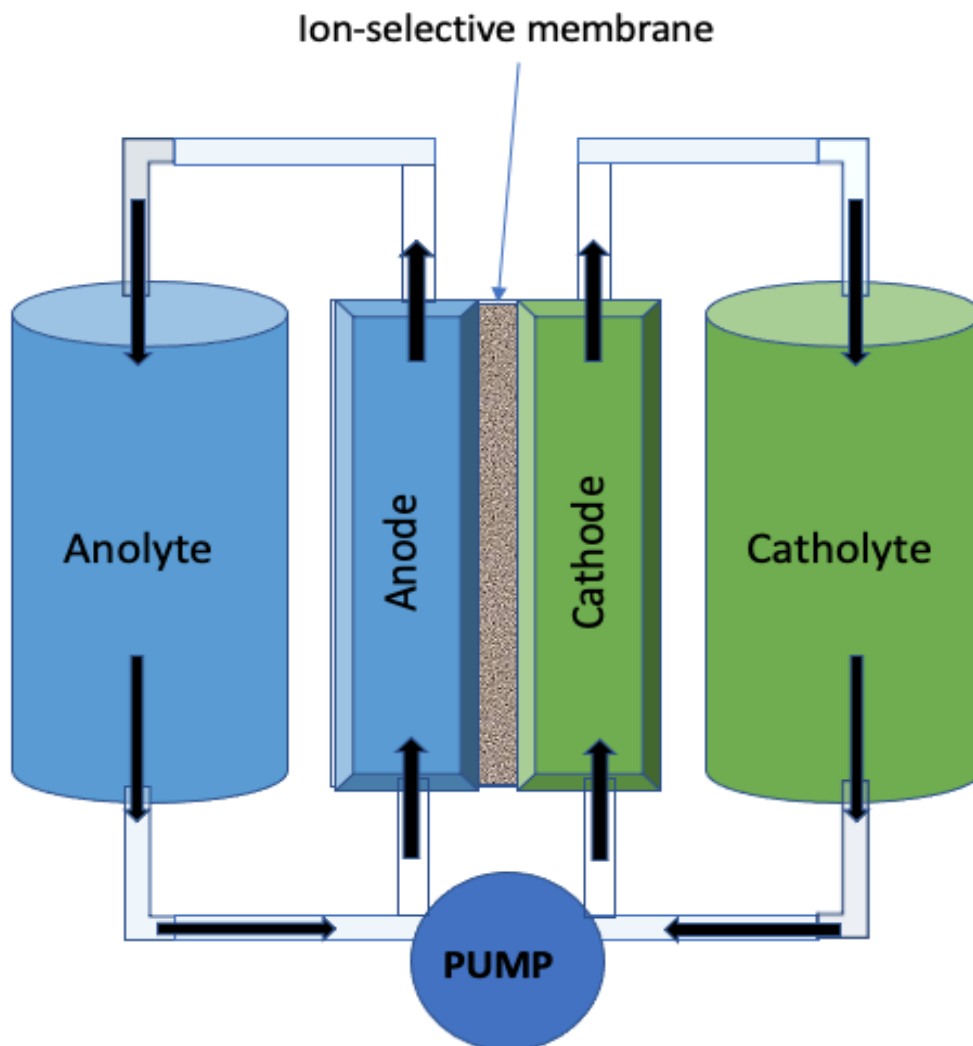 Ion-selective membrane
Anolyte
Anode
Cathode
Catholyte
PUMP